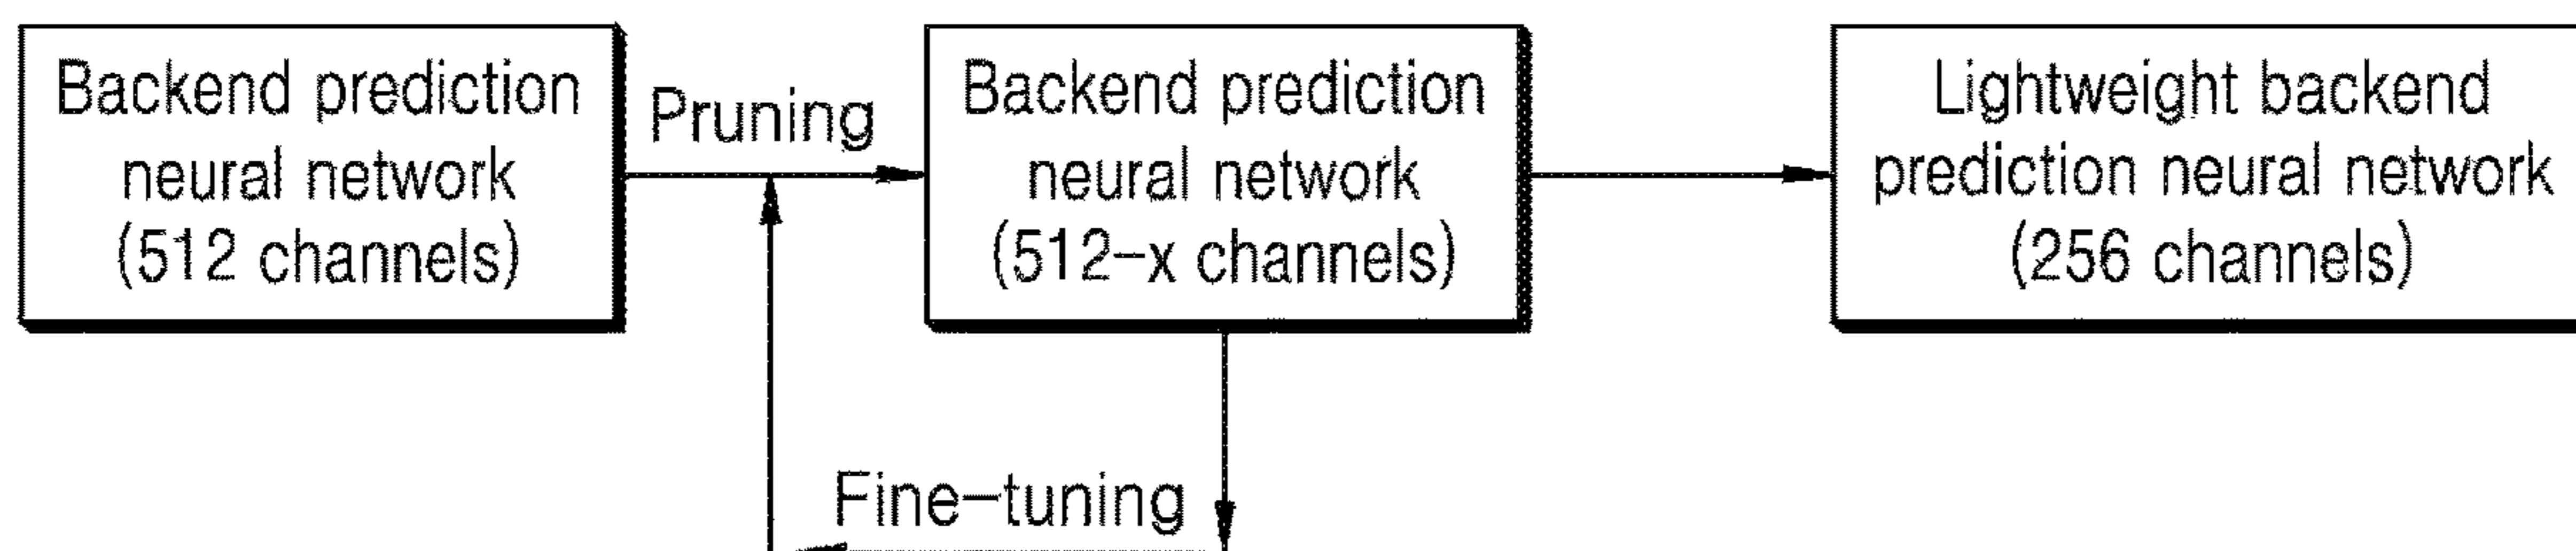 Backend prediction
neural network
(512 channels)
Pruning
Backend prediction
neural network
(512-x channels)
Lightweight backend
prediction neural network
(256 channels)
Fine-tuning